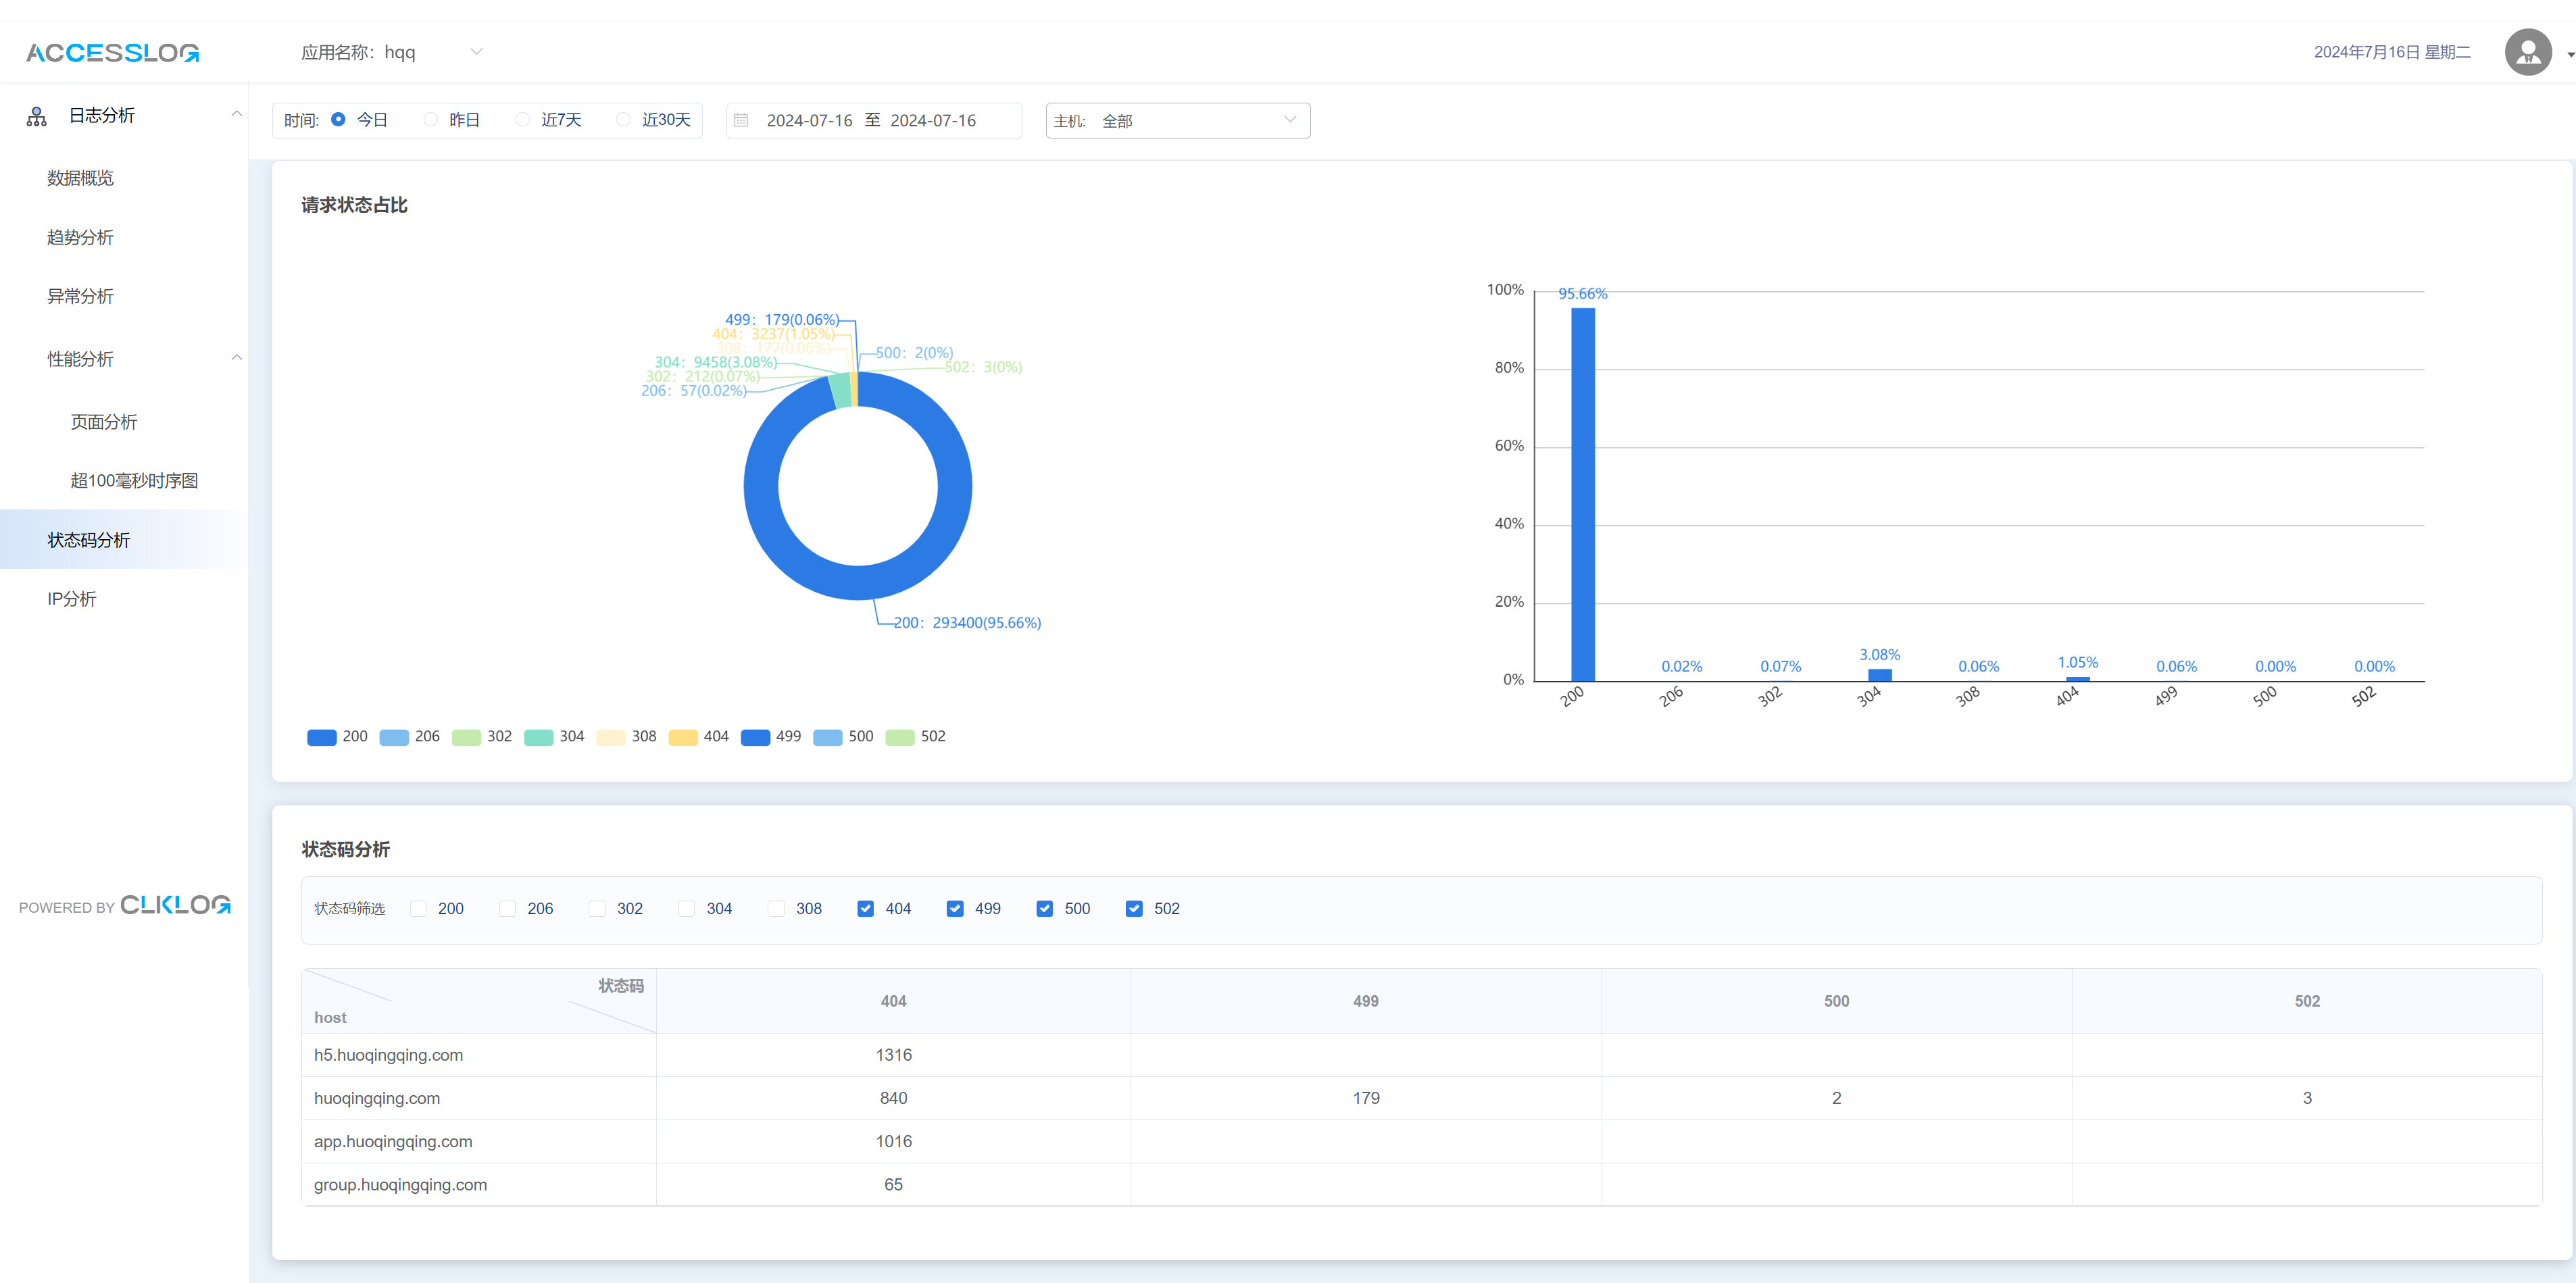 ACCESSLOG
应用名称：hqq
2024年7月16日 星期二
日志分析
数据概览
趋势分析
异常分析
性能分析
页面分析
超100毫秒时序图
状态码分析
IP分析
POWERED BY CLKLOG
时间: 今日 昨日 近7天 近30天
2024-07-16 至 2024-07-16
主机: 全部
请求状态占比
499：179(0.06%)
404：3237(1.05%)
308：177(0.06%)
304：9458(3.08%)
302：212(0.07%)
206：57(0.02%)
500：2(0%)
502：3(0%)
200：293400(95.66%)
200 206 302 304 308 404 499 500 502
100%
80%
60%
40%
20%
0%
95.66% 0.02% 0.07% 3.08% 0.06% 1.05% 0.06% 0.00% 0.00%
200 206 302 304 308 404 499 500 502
状态码分析
状态码筛选 200 206 302 304 308 404 499 500 502
状态码
host 404 499 500 502
h5.huoqingqing.com 1316
huoqingqing.com 840 179 2 3
app.huoqingqing.com 1016
group.huoqingqing.com 65